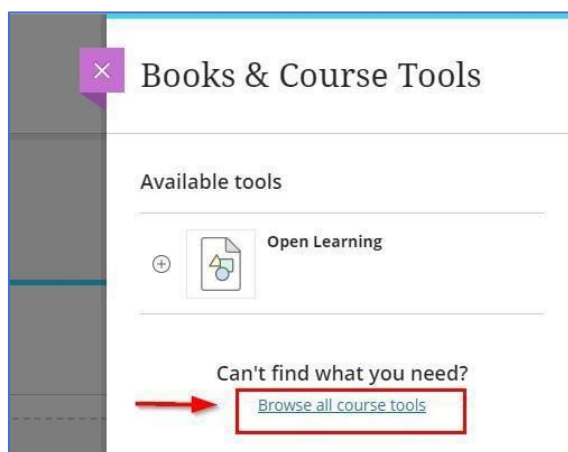 Books & Course Tools
Available tools
Open Learning
Can't find what you need?
Browse all course tools